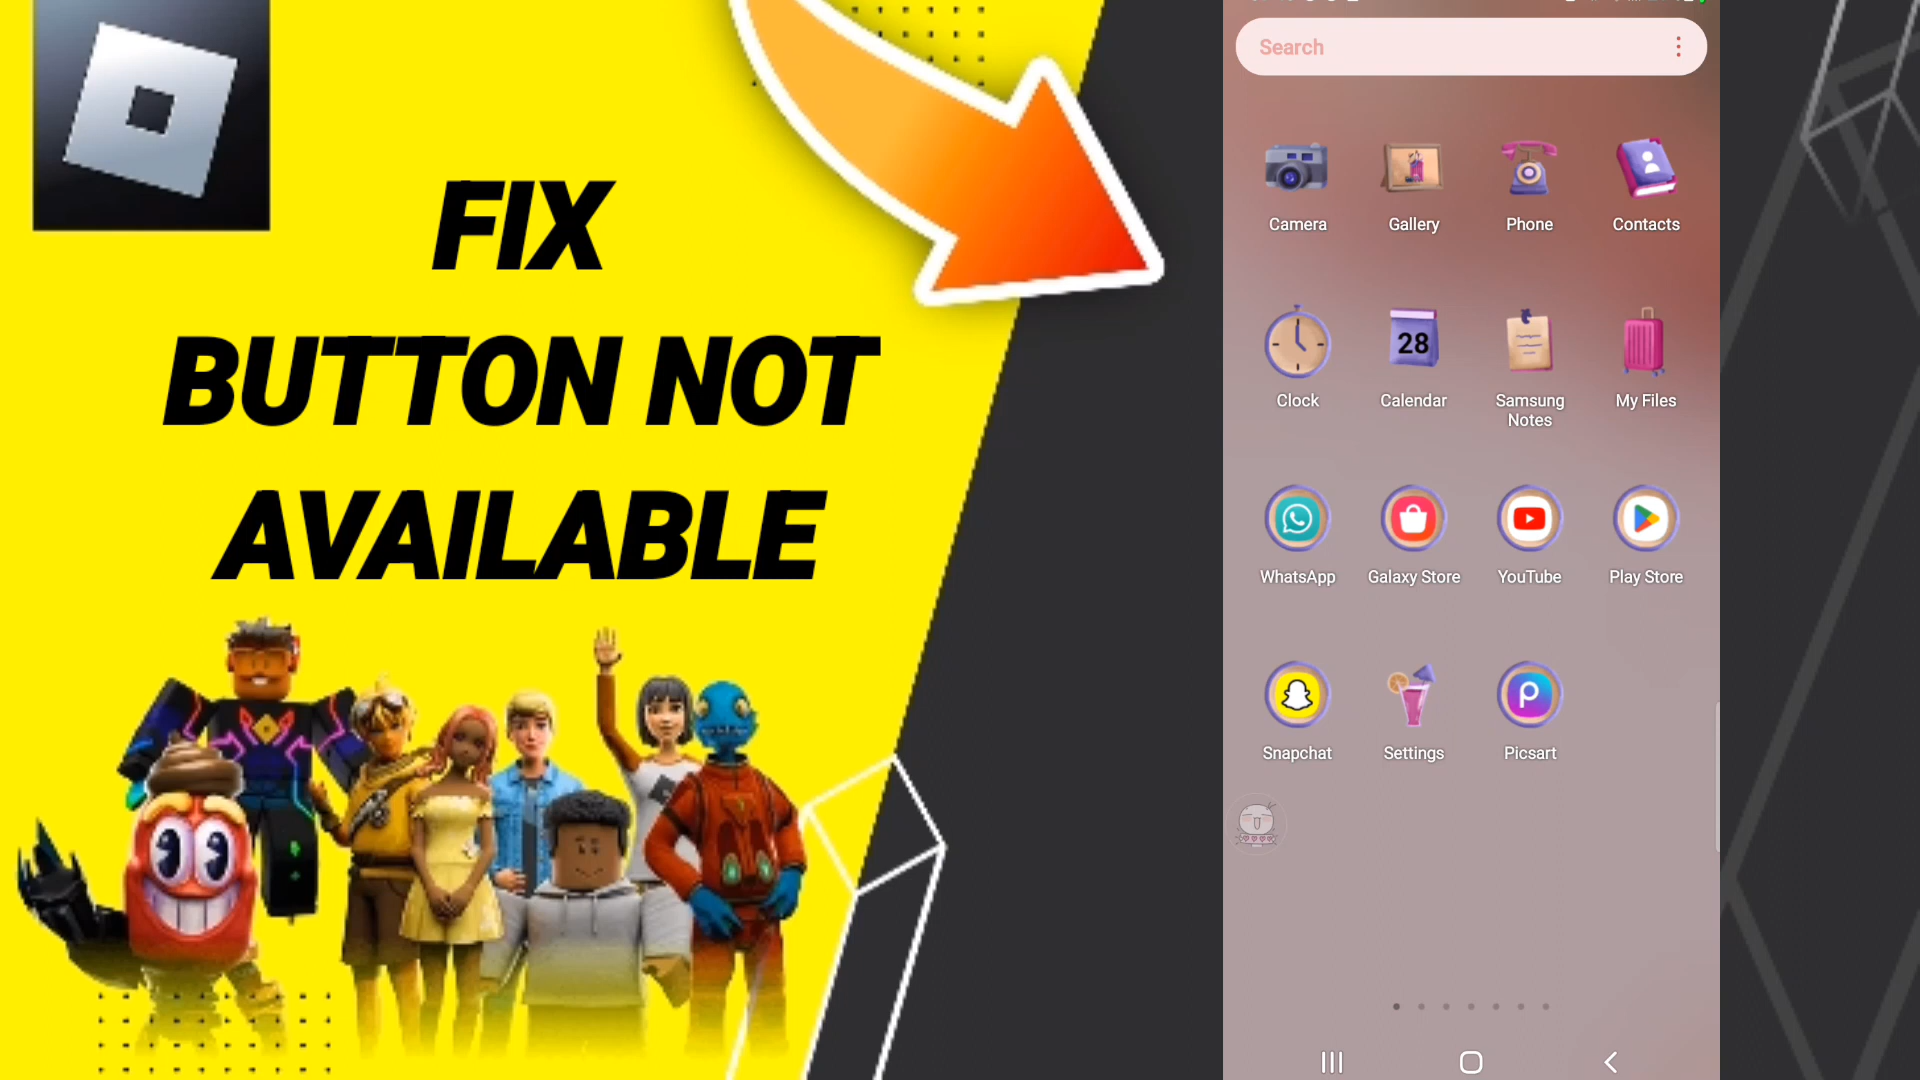 FIX
BUTTON NOT
AVAILABLE
Search
Camera
Gallery
Phone
Contacts
28
Clock
Calendar
Samsung
Notes
My Files
WhatsApp
Galaxy Store
YouTube
Play Store
Snapchat
Settings
Picsart